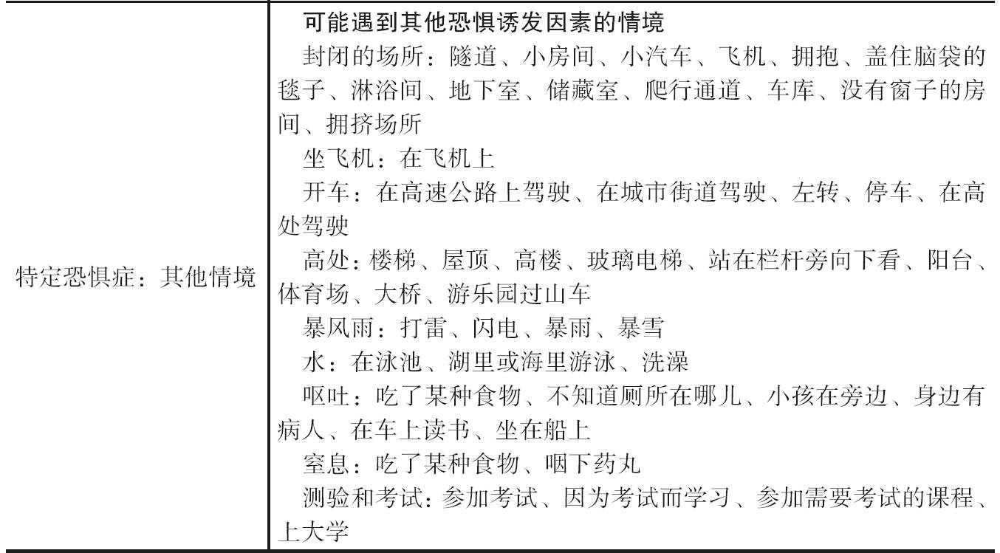 可能遇到其他恐惧诱发因素的情境
封闭的场所：隧道、小房间、小汽车、飞机、拥抱、盖住脑袋的
毯子、淋浴间、地下室、储藏室、爬行通道、车库、没有窗子的房
间、拥挤场所
坐飞机：在飞机上
开车：在高速公路上驾驶、在城市街道驾驶、左转、停车、在高
处驾驶
特定恐惧症：其他情境
高处：楼梯、屋顶、高楼、玻璃电梯、站在栏杆旁向下看、阳台、
体育场、大桥、游乐园过山车
暴风雨：打雷、闪电、暴雨、暴雪
水：在泳池、湖里或海里游泳、洗澡
呕吐：吃了某种食物、不知道厕所在哪儿、小孩在旁边、身边有
病人、在车上读书、坐在船上
窒息：吃了某种食物、咽下药丸
测验和考试：参加考试、因为考试而学习、参加需要考试的课程、
上大学